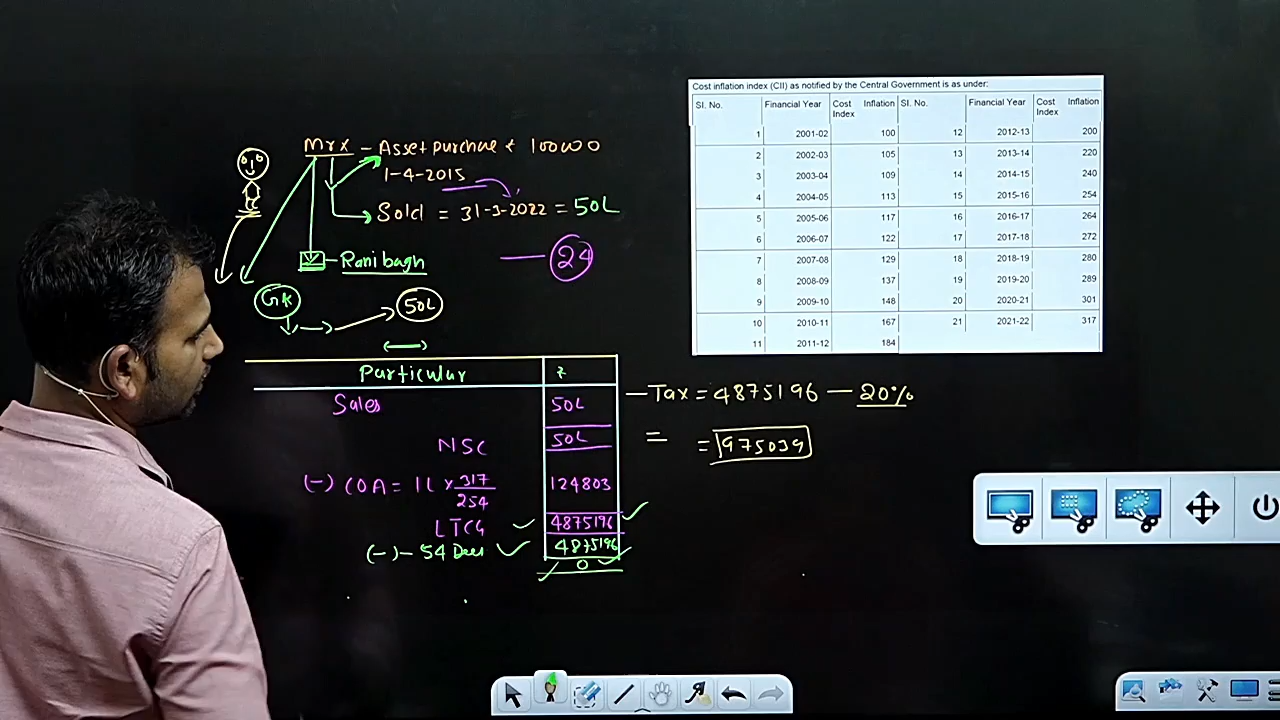 Mrx - Asset purchase ₹ 100000
1-4-2015
Sold = 31-3-2022 = 50L
Rani bagh
24
GK
50L
Particular ₹
Sales 50L
NSC 50L
(-) COA = 1L × 317/254 124803
LTCG 4875196
(-) - 54 Dec 4875196
0
- Tax = 4875196 - 20%
= = 975039
Cost inflation index (CII) as notified by the Central Government is as under:
Sl. No. Financial Year Cost Inflation Index Sl. No. Financial Year Cost Inflation Index
1 2001-02 100 12 2012-13 200
2 2002-03 105 13 2013-14 220
3 2003-04 109 14 2014-15 240
4 2004-05 113 15 2015-16 254
5 2005-06 117 16 2016-17 264
6 2006-07 122 17 2017-18 272
7 2007-08 129 18 2018-19 280
8 2008-09 137 19 2019-20 289
9 2009-10 148 20 2020-21 301
10 2010-11 167 21 2021-22 317
11 2011-12 184